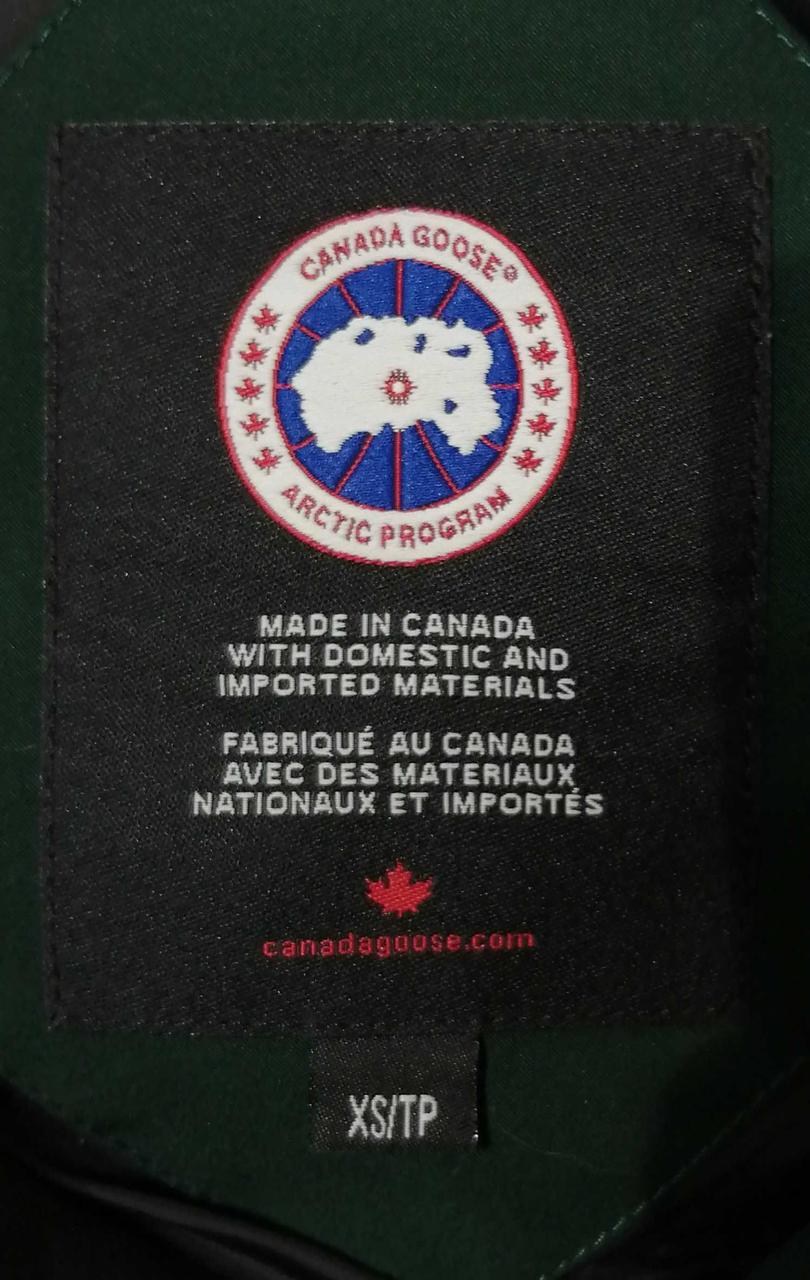 CANADA GOOSE®
ARCTIC PROGRAM
MADE IN CANADA
WITH DOMESTIC AND
IMPORTED MATERIALS
FABRIQUÉ AU CANADA
AVEC DES MATERIAUX
NATIONAUX ET IMPORTÉS
canadagoose.com
XS/TP